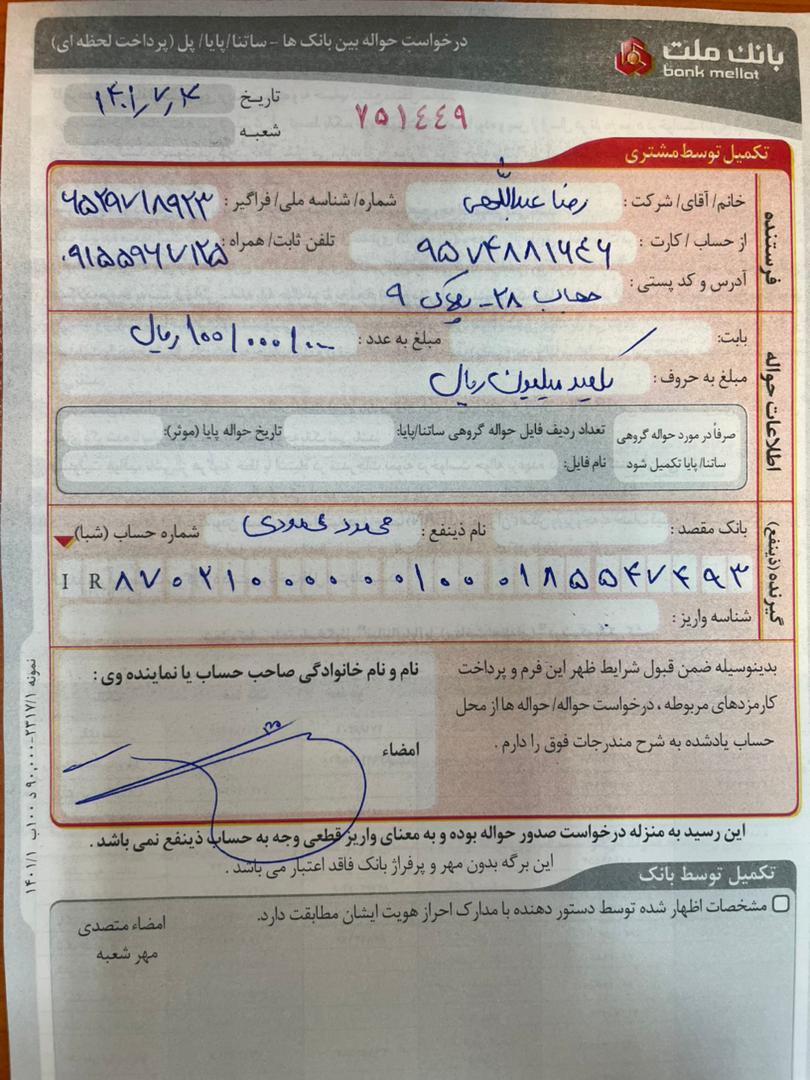 درخواست حواله بین بانک ها - ساتنا/پایا/ پل (پرداخت لحظه ای)
بانک ملت
bank mellat
تاریخ ۱۴۰۱٫۷٫۴
شعبه
۷۵۱۴۴۹
تکمیل توسط مشتری
فرستنده
خانم/ آقای/ شرکت : رضا عبداللهی شماره/ شناسه ملی/ فراگیر : ۶۵۲۹۷۱۸۹۲۳
از حساب / کارت : ۹۵۷۴۸۸۱۶۴۶ تلفن ثابت/ همراه : ۰۹۱۵۵۹۶۷۱۲۵
آدرس و کد پستی : ۲۸ - پلاک ۹
اطلاعات حواله
بابت: مبلغ به عدد : ۱۰۰/۰۰۰/۰۰۰ ریال
مبلغ به حروف : یکصد میلیون ریال
صرفاً در مورد حواله گروهی تعداد ردیف فایل حواله گروهی ساتنا/پایا: تاریخ حواله پایا (موثر):
ساتنا/ پایا تکمیل شود نام فایل:
گیرنده (ذینفع)
بانک مقصد : نام ذینفع : محمود محمودی شماره حساب (شبا)
IR ۸۷۰۲۱۰۰۰۰۰۰۰۱۰۰۰۱۸۵۵۴۷۴۹۳
شناسه واریز :
بدینوسیله ضمن قبول شرایط ظهر این فرم و پرداخت
کارمزدهای مربوطه ، درخواست حواله/ حواله ها از محل
حساب یادشده به شرح مندرجات فوق را دارم .
نام و نام خانوادگی صاحب حساب یا نماینده وی :
امضاء
این رسید به منزله درخواست صدور حواله بوده و به معنای واریز قطعی وجه به حساب ذینفع نمی باشد .
این برگه بدون مهر و پرفراژ بانک فاقد اعتبار می باشد .
تکمیل توسط بانک
مشخصات اظهار شده توسط دستور دهنده با مدارک احراز هویت ایشان مطابقت دارد.
امضاء متصدی
مهر شعبه
نمونه ۲۳۱۷/۱-۹۰،۰۰۰ د ۱۰۰ب ۱۴۰۱/۱